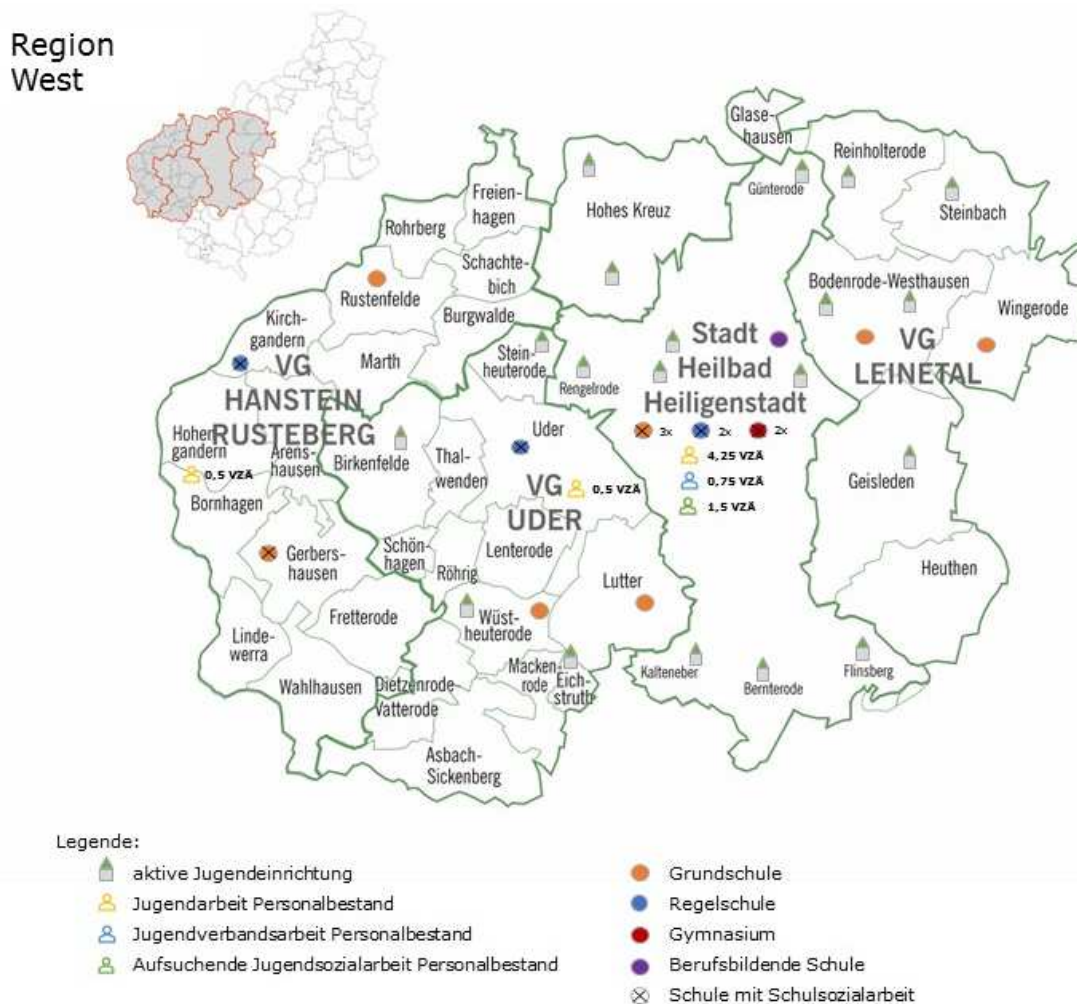 Region
West
Glase-
hausen
Reinholterode
Günterode
Steinbach
Freien-
hagen
Hohes Kreuz
Rohrberg
Schachte-
bich
Bodenrode-Westhausen
Rustenfelde
Wingerode
Burgwalde
Kirch-
gandern
Stadt
Heilbad
Heiligenstadt
VG
LEINETAL
Stein-
heuterode
Marth
Rengelrode
VG
HANSTEIN
RUSTEBERG
3x
2x
2x
Hohen-
gandern
Arens-
hausen
Birkenfelde
Uder
Thal-
wenden
4,25 VZÄ
0,5 VZÄ
0,75 VZÄ
VG
UDER
0,5 VZÄ
1,5 VZÄ
Geisleden
Bornhagen
Schön-
hagen
Lenterode
Gerbers-
hausen
Röhrig
Lutter
Heuthen
Fretterode
Wüst-
heuterode
Linde-
werra
Macken-
rode
Eich-
struth
Kalteneber
Bernterode
Flinsberg
Wahlhausen
Dietzenrode-
Vatterode
Asbach-
Sickenberg
Legende:
aktive Jugendeinrichtung
Jugendarbeit Personalbestand
Jugendverbandsarbeit Personalbestand
Aufsuchende Jugendsozialarbeit Personalbestand
Grundschule
Regelschule
Gymnasium
Berufsbildende Schule
Schule mit Schulsozialarbeit